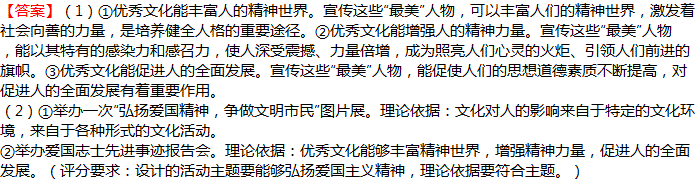 【答案】（1）①优秀文化能丰富人的精神世界。宣传这些“最美”人物，可以丰富人们的精神世界，激发着
社会向善的力量，是培养健全人格的重要途径。②优秀文化能增强人的精神力量。宣传这些“最美”人物
，能以其特有的感染力和感召力，使人深受震撼、力量倍增，成为照亮人们心灵的火炬、引领人们前进的
旗帜。③优秀文化能促进人的全面发展。宣传这些“最美”人物，能促使人们的思想道德素质不断提高，对
促进人的全面发展有着重要作用。
（2）①举办一次“弘扬爱国精神，争做文明市民”图片展。理论依据：文化对人的影响来自于特定的文化环
境，来自于各种形式的文化活动。
②举办爱国志士先进事迹报告会。理论依据：优秀文化能够丰富精神世界，增强精神力量，促进人的全面
发展。（评分要求：设计的活动主题要能够弘扬爱国主义精神，理论依据要符合主题。）